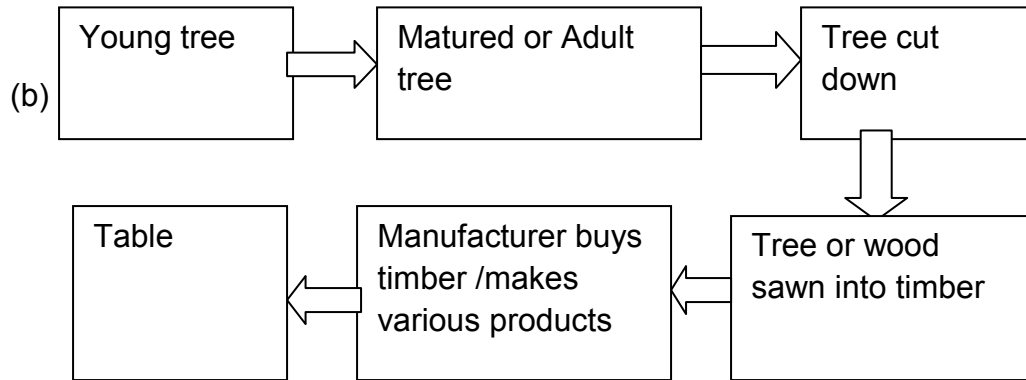 (b)
Young tree
Matured or Adult
tree
Tree cut
down
Tree or wood
sawn into timber
Manufacturer buys
timber /makes
various products
Table